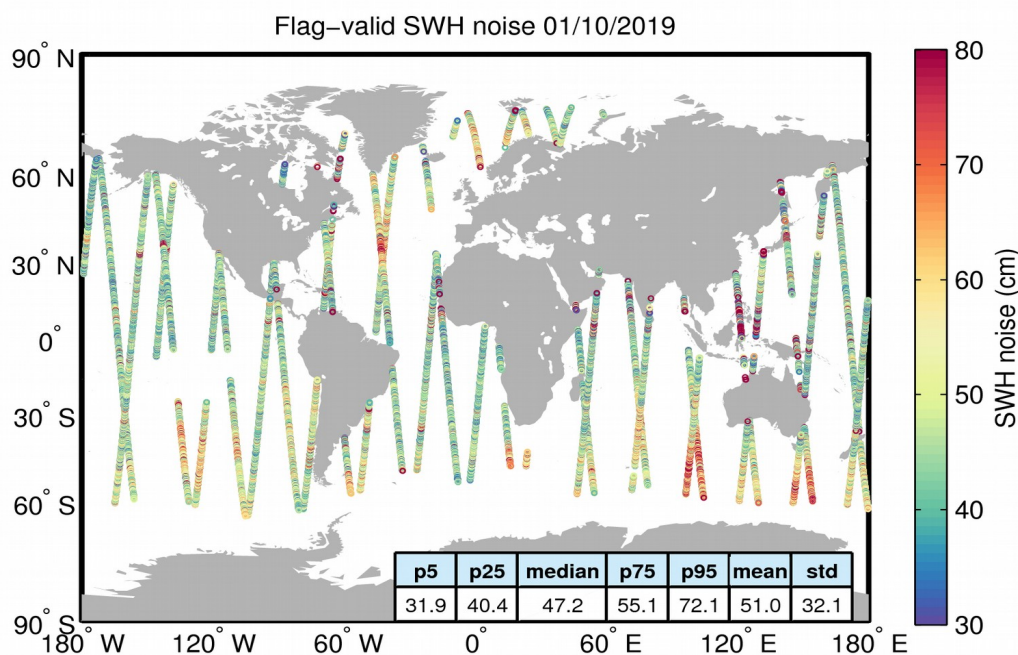 Flag−valid SWH noise 01/10/2019
90° N
60° N
30° N
0°
30° S
60° S
90° S
180° W
120° W
60° W
0°
60° E
120° E
180° E
80
70
60
50
40
30
SWH noise (cm)
p5 p25 median p75 p95 mean std
31.9 40.4 47.2 55.1 72.1 51.0 32.1